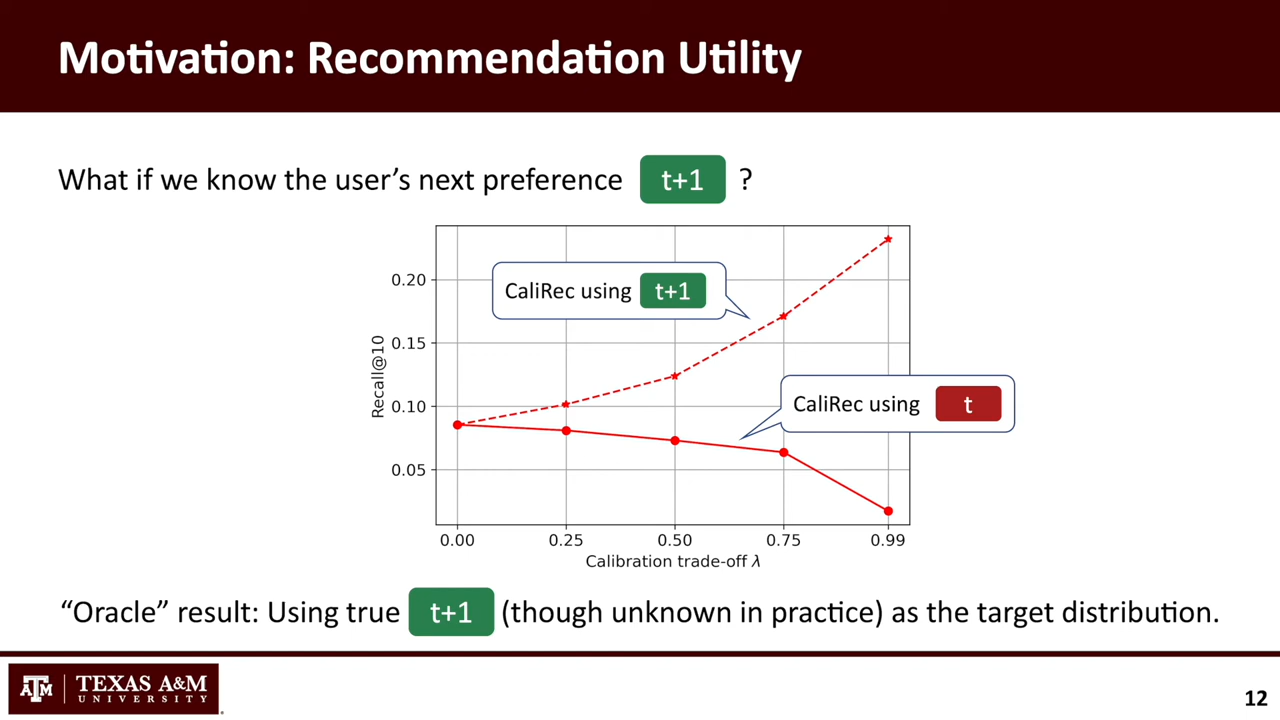 Motivation: Recommendation Utility
What if we know the user’s next preference t+1 ?
CaliRec using t+1
CaliRec using t
Recall@10
0.20
0.15
0.10
0.05
0.00 0.25 0.50 0.75 0.99
Calibration trade-off λ
“Oracle” result: Using true t+1 (though unknown in practice) as the target distribution.
ATM TEXAS A&M
UNIVERSITY
12